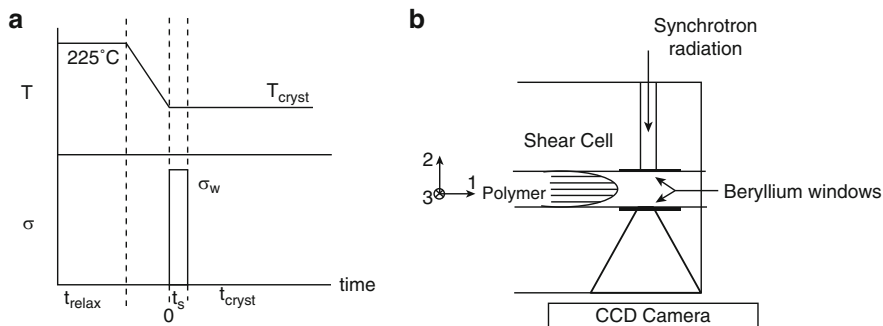 a
225°C
T
T_cryst
σ_w
σ
t_relax
t_s
t_cryst
time
0
b
Synchrotron
radiation
Shear Cell
2
1
3
Polymer
Beryllium windows
CCD Camera